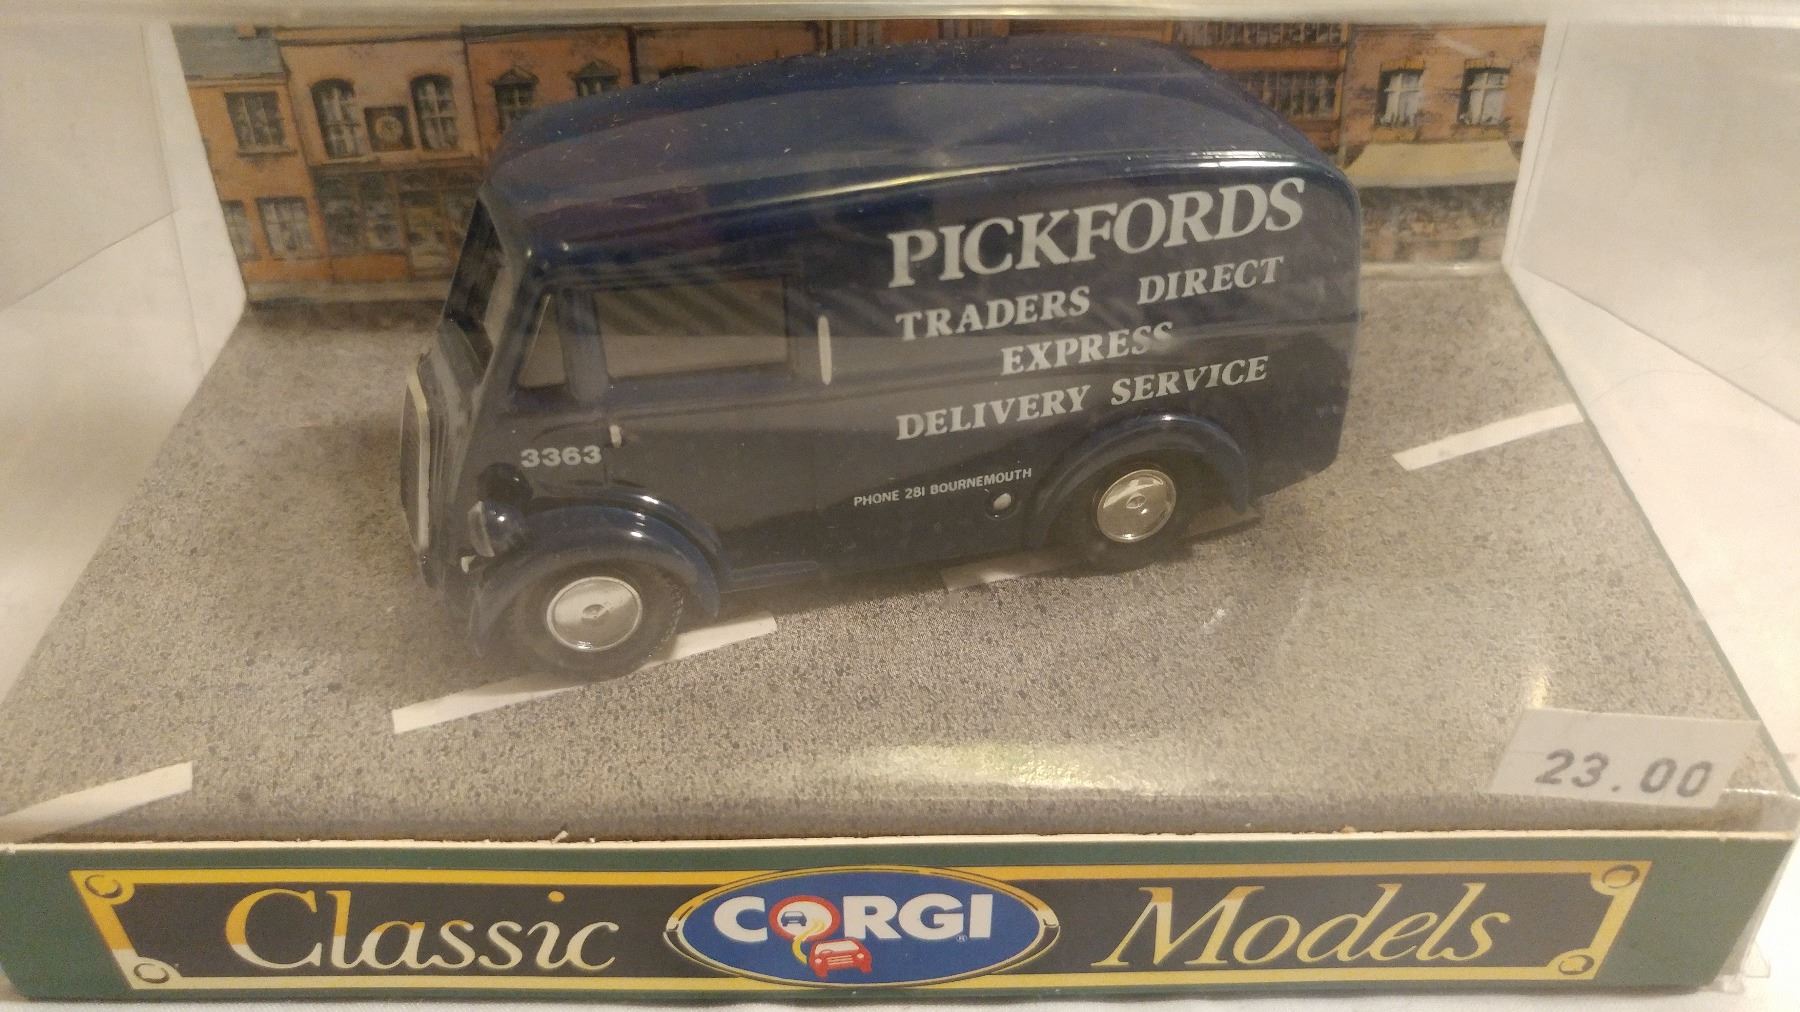 PICKFORDS
TRADERS DIRECT
EXPRESS
DELIVERY SERVICE
3363
PHONE 281 BOURNEMOUTH
23.00
Classic CORGI Models